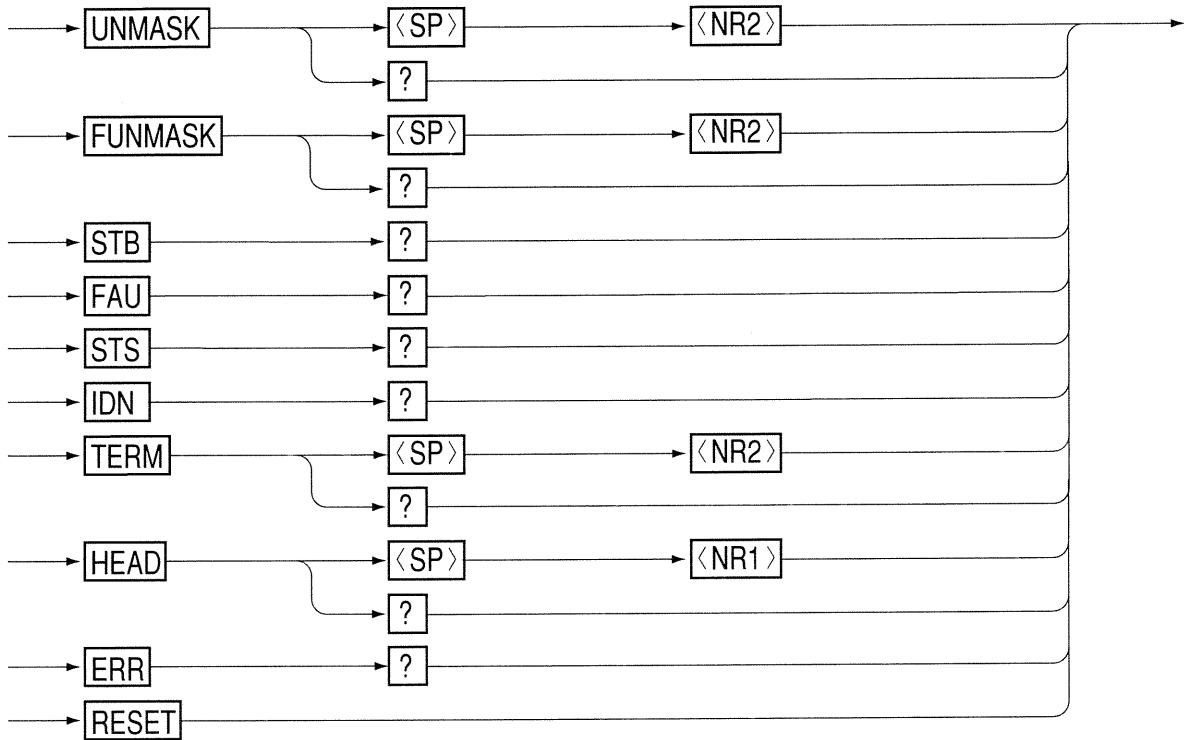 UNMASK 〈SP〉 〈NR2〉
?
FUNMASK 〈SP〉 〈NR2〉
?
STB ?
FAU ?
STS ?
IDN ?
TERM 〈SP〉 〈NR2〉
?
HEAD 〈SP〉 〈NR1〉
?
ERR ?
RESET